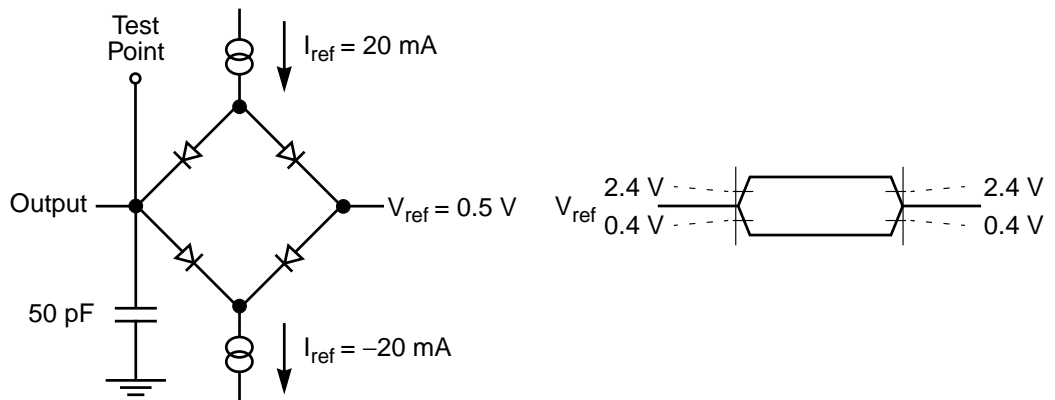 Test
Point
I_ref = 20 mA
Output
V_ref = 0.5 V
50 pF
I_ref = −20 mA
V_ref
2.4 V
0.4 V
2.4 V
0.4 V